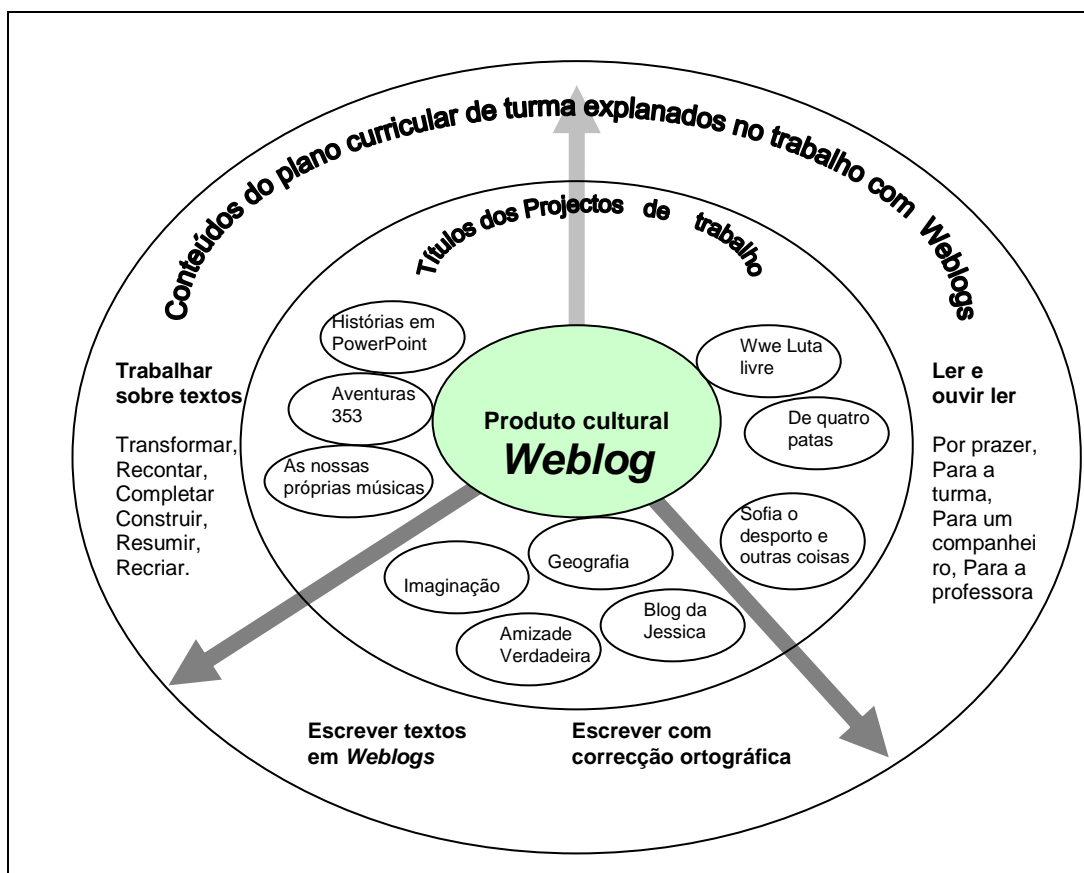 Conteúdos do plano curricular de turma explanados no trabalho com Weblogs
Títulos dos Projectos de trabalho
Histórias em
PowerPoint
Aventuras
353
As nossas
próprias músicas
Wwe Luta
livre
De quatro
patas
Sofia o
desporto e
outras coisas
Produto cultural
Weblog
Geografia
Imaginação
Blog da
Jessica
Amizade
Verdadeira
Trabalhar
sobre textos
Transformar,
Recontar,
Completar
Construir,
Resumir,
Recriar.
Ler e
ouvir ler
Por prazer,
Para a
turma,
Para um
companhei
ro, Para a
professora
Escrever textos
em Weblogs
Escrever com
correcção ortográfica